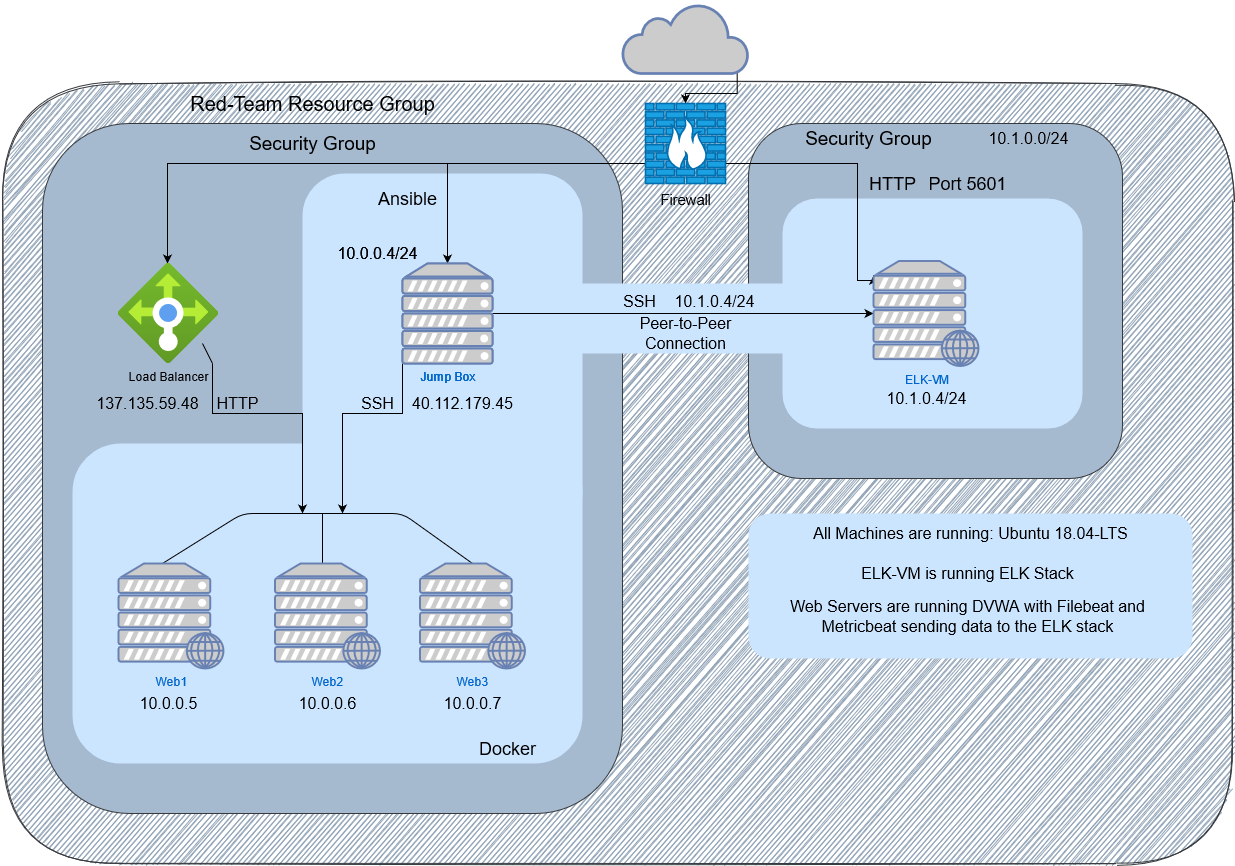 Red-Team Resource Group
Security Group
Security Group 10.1.0.0/24
HTTP Port 5601
Firewall
Ansible
10.0.0.4/24
SSH 10.1.0.4/24
Peer-to-Peer
Connection
Load Balancer
137.135.59.48
HTTP
Jump Box
SSH
40.112.179.45
ELK-VM
10.1.0.4/24
All Machines are running: Ubuntu 18.04-LTS
ELK-VM is running ELK Stack
Web Servers are running DVWA with Filebeat and
Metricbeat sending data to the ELK stack
Web1
10.0.0.5
Web2
10.0.0.6
Web3
10.0.0.7
Docker